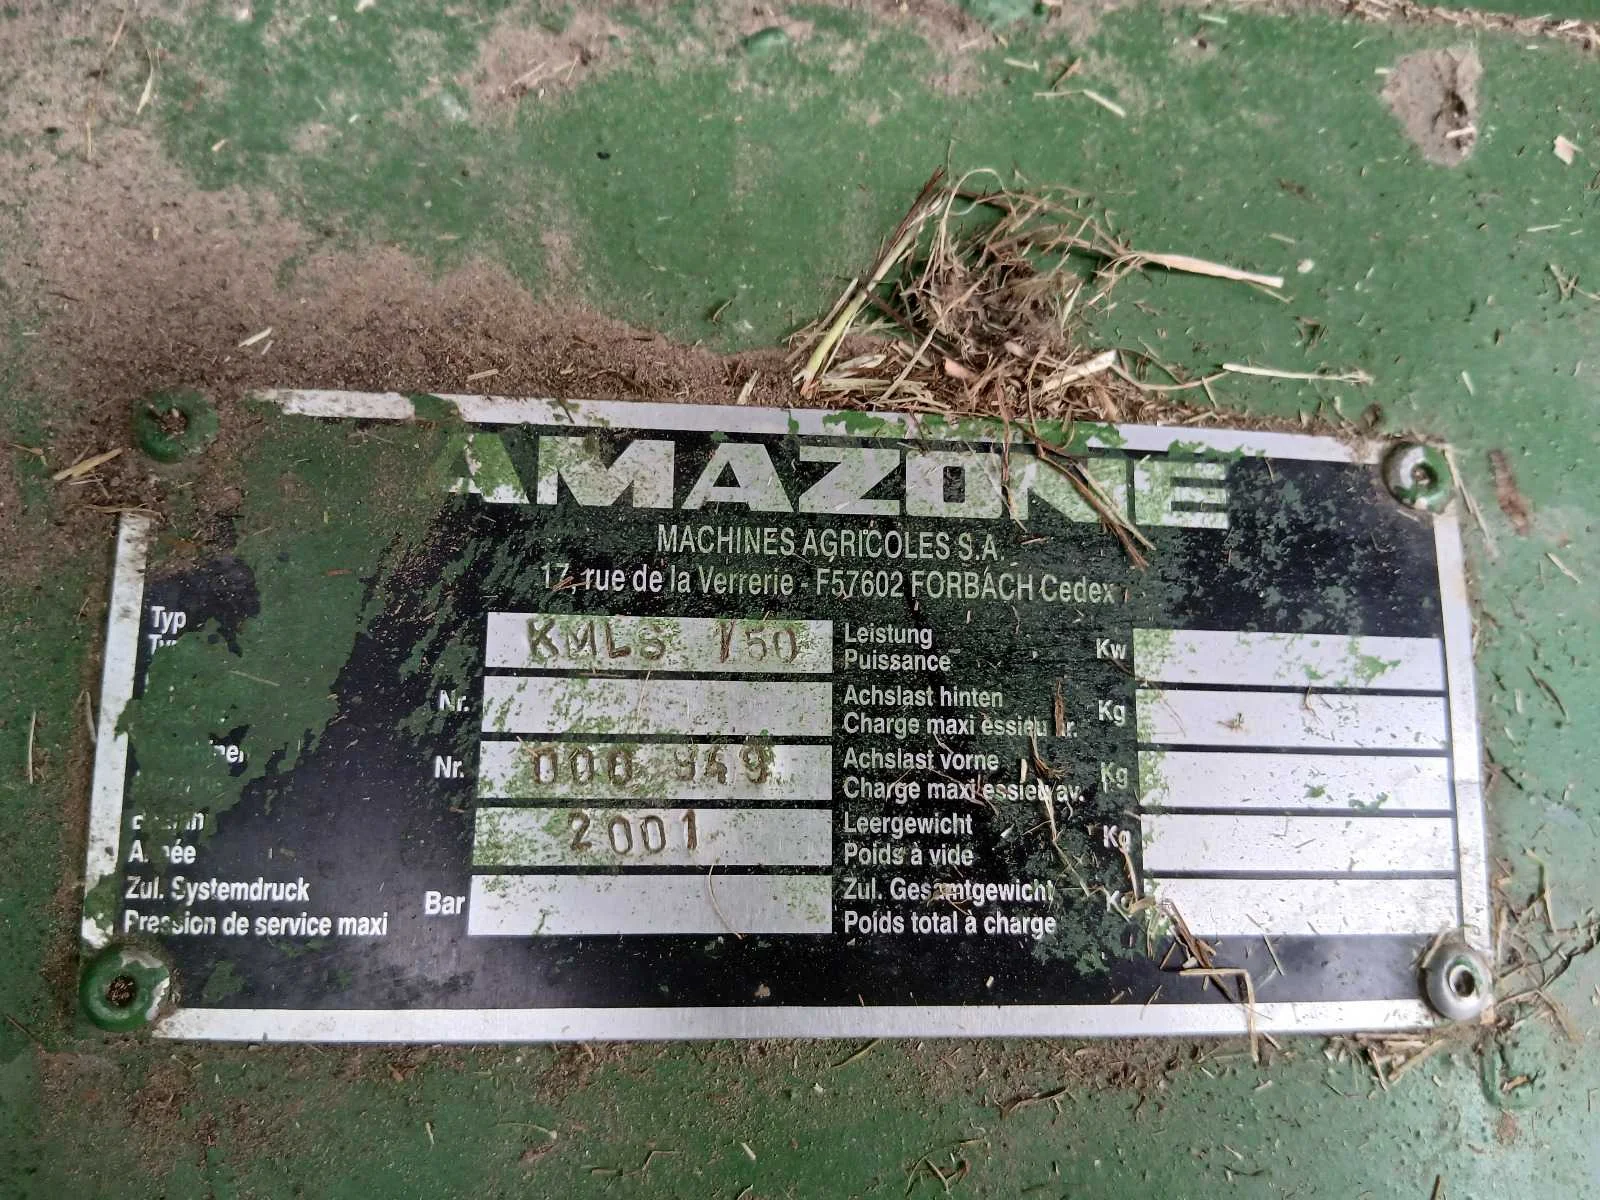 AMAZONE
MACHINES AGRICOLES S.A.
17, rue de la Verrerie - F57602 FORBACH Cedex
Typ
KMLS 150
Nr.
Nr. 000 949
2001
Zul. Systemdruck
Pression de service maxi
Bar
Leistung
Puissance
Kw
Achslast hinten
Charge maxi essieu ar.
Kg
Achslast vorne
Charge maxi essieu av.
Kg
Leergewicht
Poids à vide
Kg
Zul. Gesamtgewicht
Poids total à charge
Kg